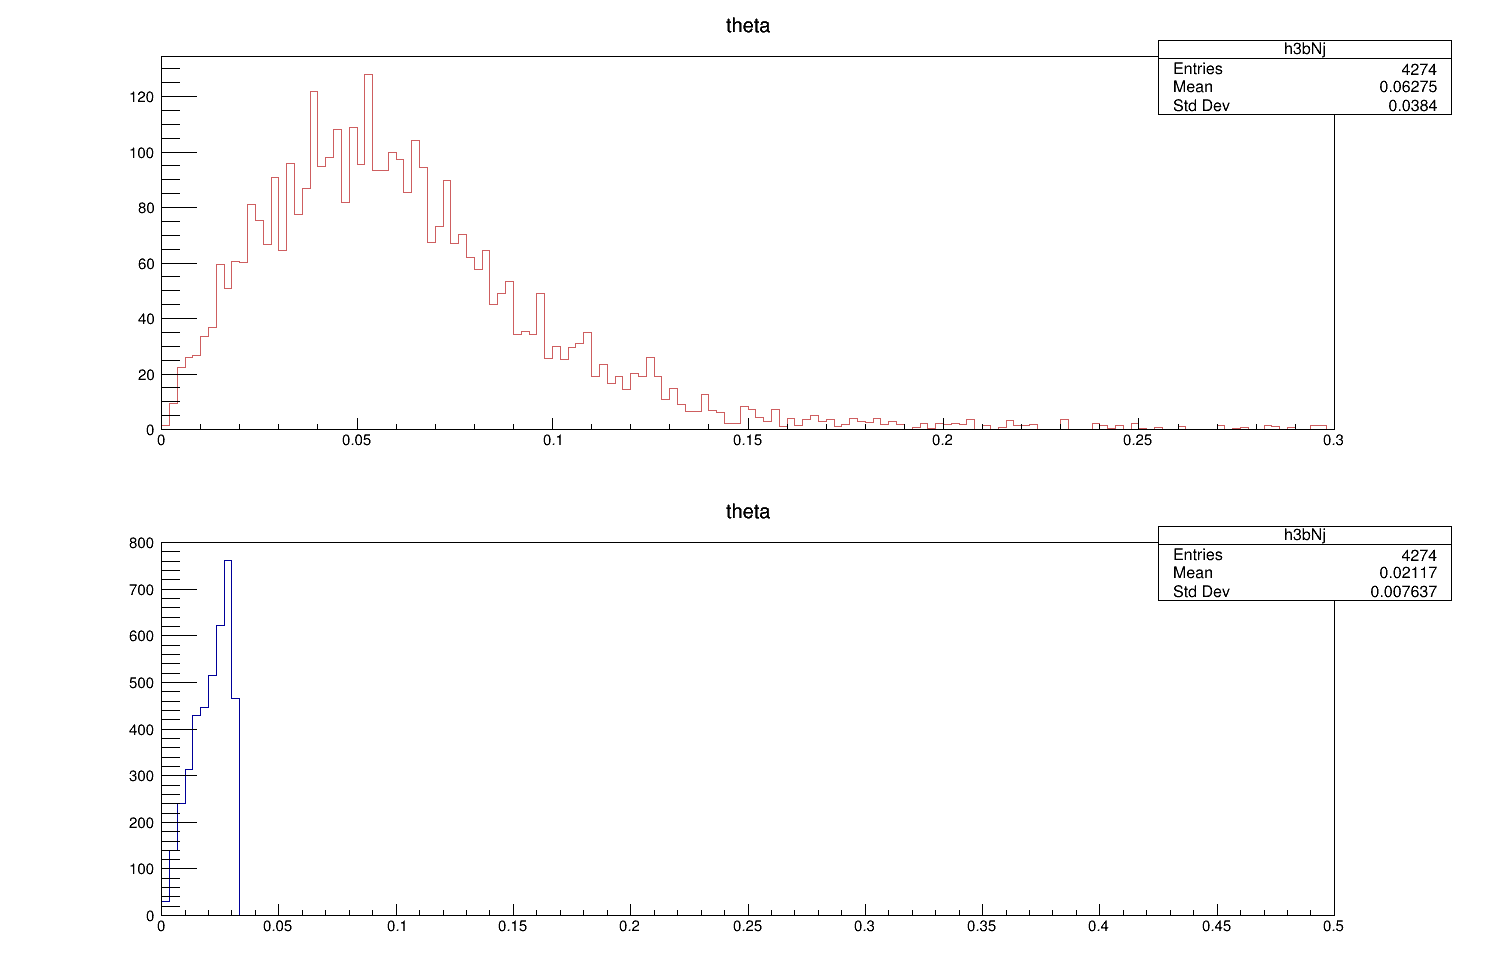 theta
h3bNj
Entries 4274
Mean 0.06275
Std Dev 0.0384
120
100
80
60
40
20
0
0 0.05 0.1 0.15 0.2 0.25 0.3
theta
h3bNj
Entries 4274
Mean 0.02117
Std Dev 0.007637
800
700
600
500
400
300
200
100
0
0 0.05 0.1 0.15 0.2 0.25 0.3 0.35 0.4 0.45 0.5